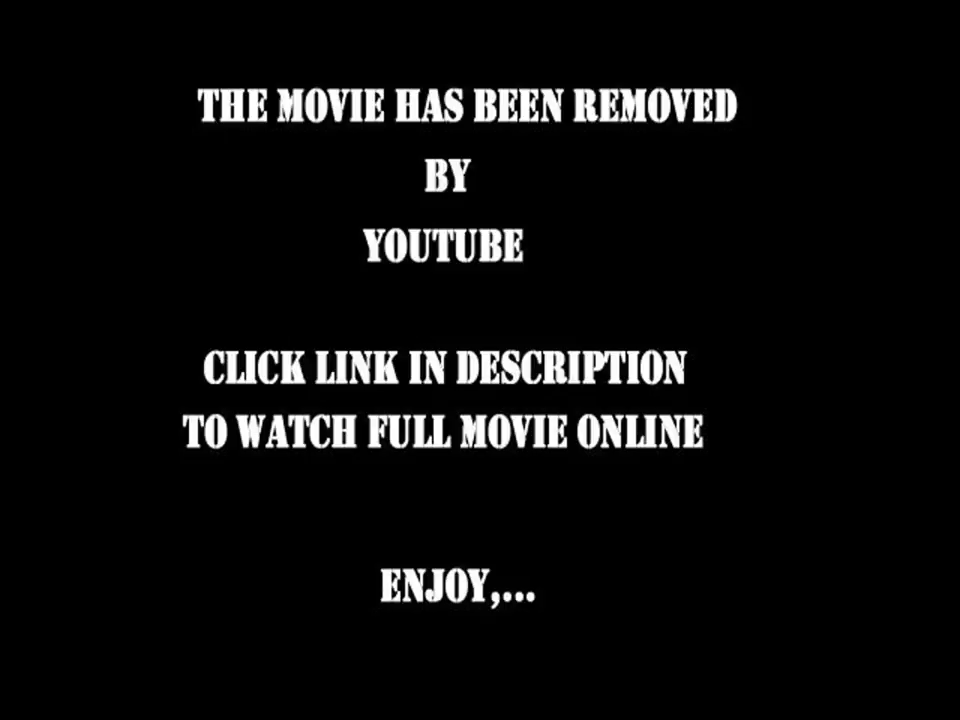 THE MOVIE HAS BEEN REMOVED
BY
YOUTUBE
CLICK LINK IN DESCRIPTION
TO WATCH FULL MOVIE ONLINE
ENJOY,...